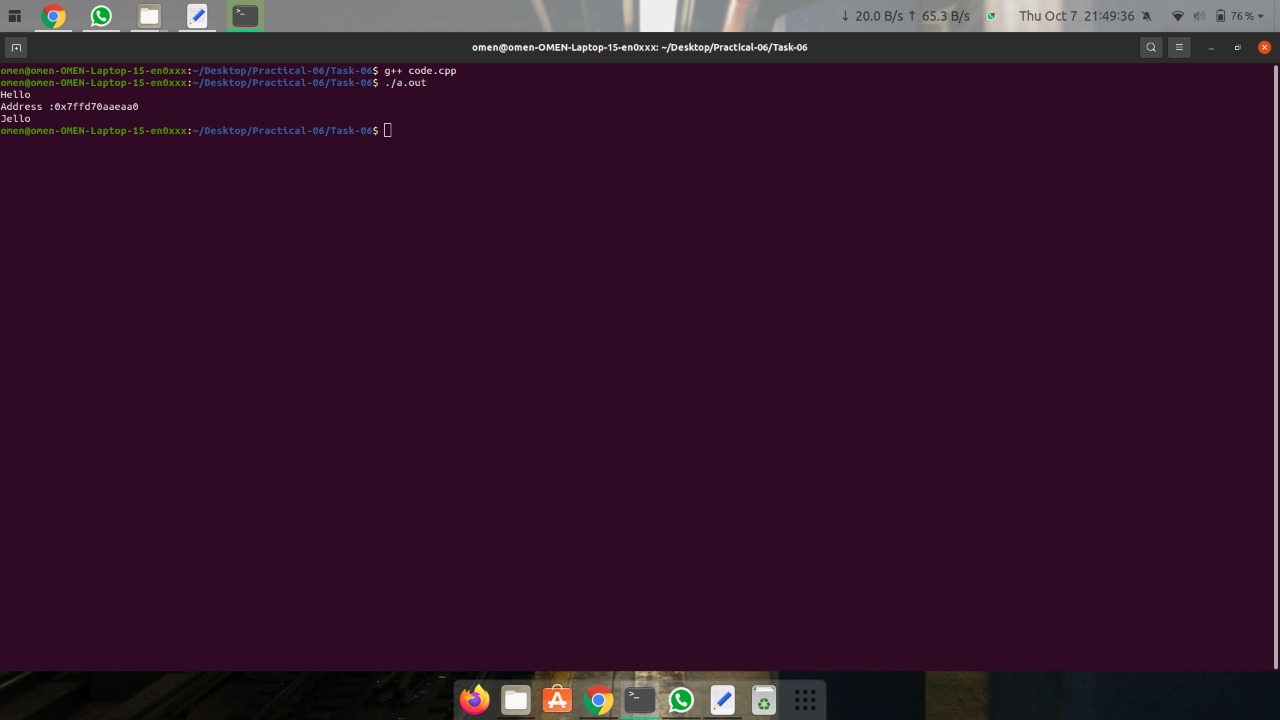 ↓ 20.0 B/s ↑ 65.3 B/s Thu Oct 7 21:49:36 76 %
omen@omen-OMEN-Laptop-15-en0xxx: ~/Desktop/Practical-06/Task-06
omen@omen-OMEN-Laptop-15-en0xxx:~/Desktop/Practical-06/Task-06$ g++ code.cpp
omen@omen-OMEN-Laptop-15-en0xxx:~/Desktop/Practical-06/Task-06$ ./a.out
Hello
Address :0x7ffd70aaeaa0
Jello
omen@omen-OMEN-Laptop-15-en0xxx:~/Desktop/Practical-06/Task-06$